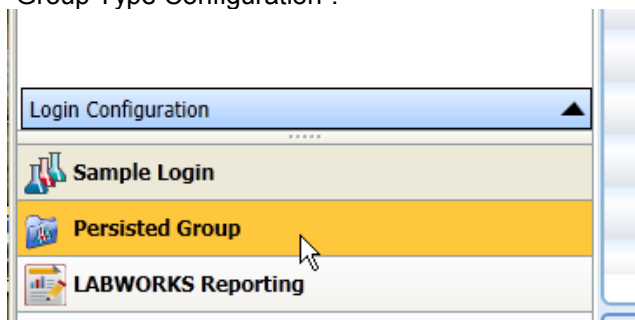 Group Type Configuration".
Login Configuration
Sample Login
Persisted Group
LABWORKS Reporting